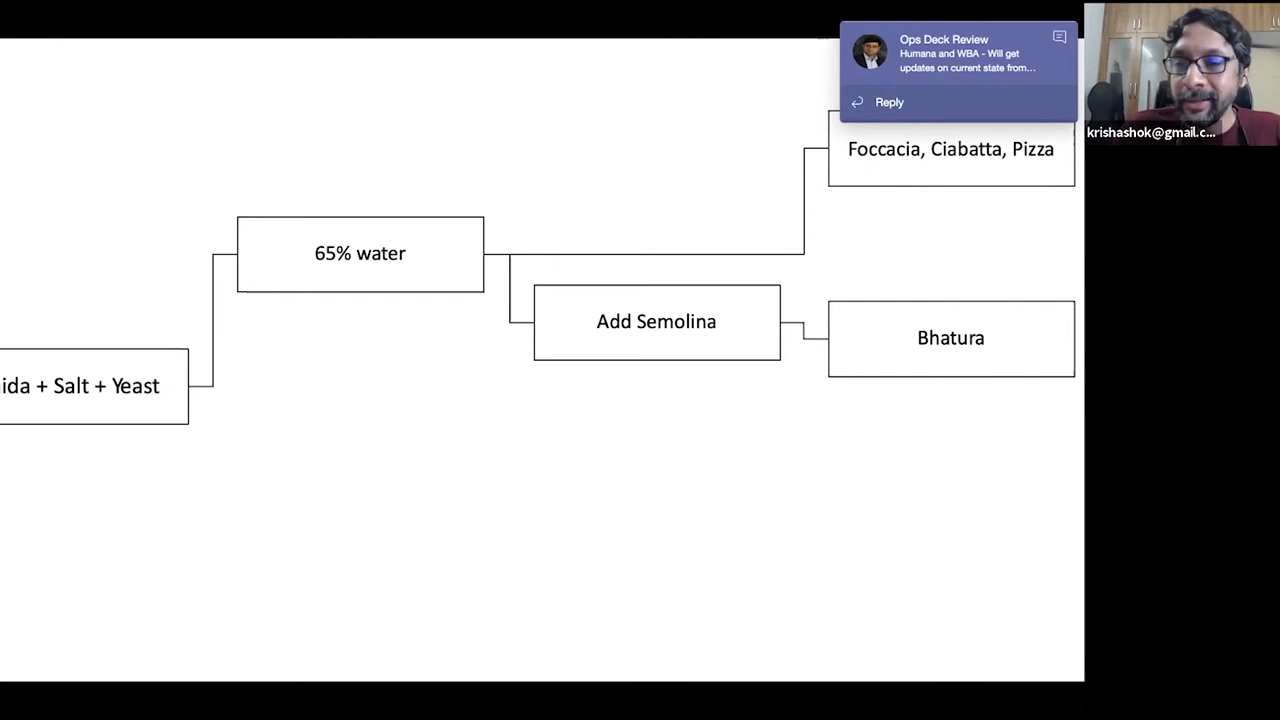 Ops Deck Review
Humana and WBA - Will get
updates on current state from...
Reply
krishashok@gmail.c...
Foccacia, Ciabatta, Pizza
65% water
Add Semolina
Bhatura
ida + Salt + Yeast